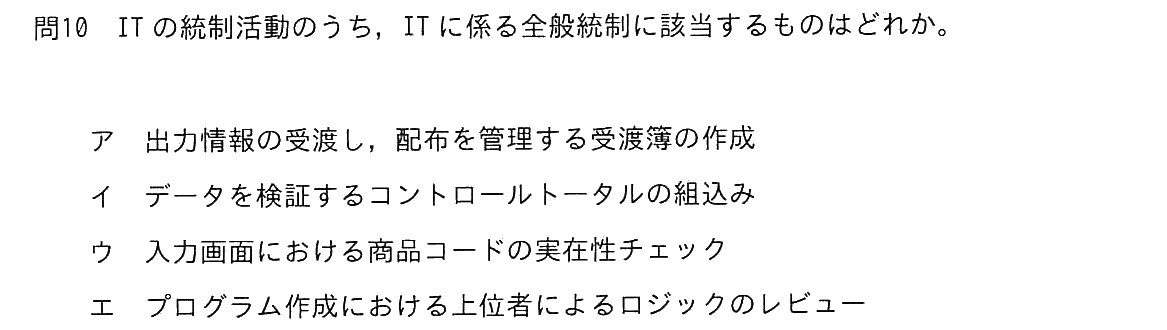 問10 ITの統制活動のうち，ITに係る全般統制に該当するものはどれか。
ア 出力情報の受渡し，配布を管理する受渡簿の作成
イ データを検証するコントロールトータルの組込み
ウ 入力画面における商品コードの実在性チェック
エ プログラム作成における上位者によるロジックのレビュー